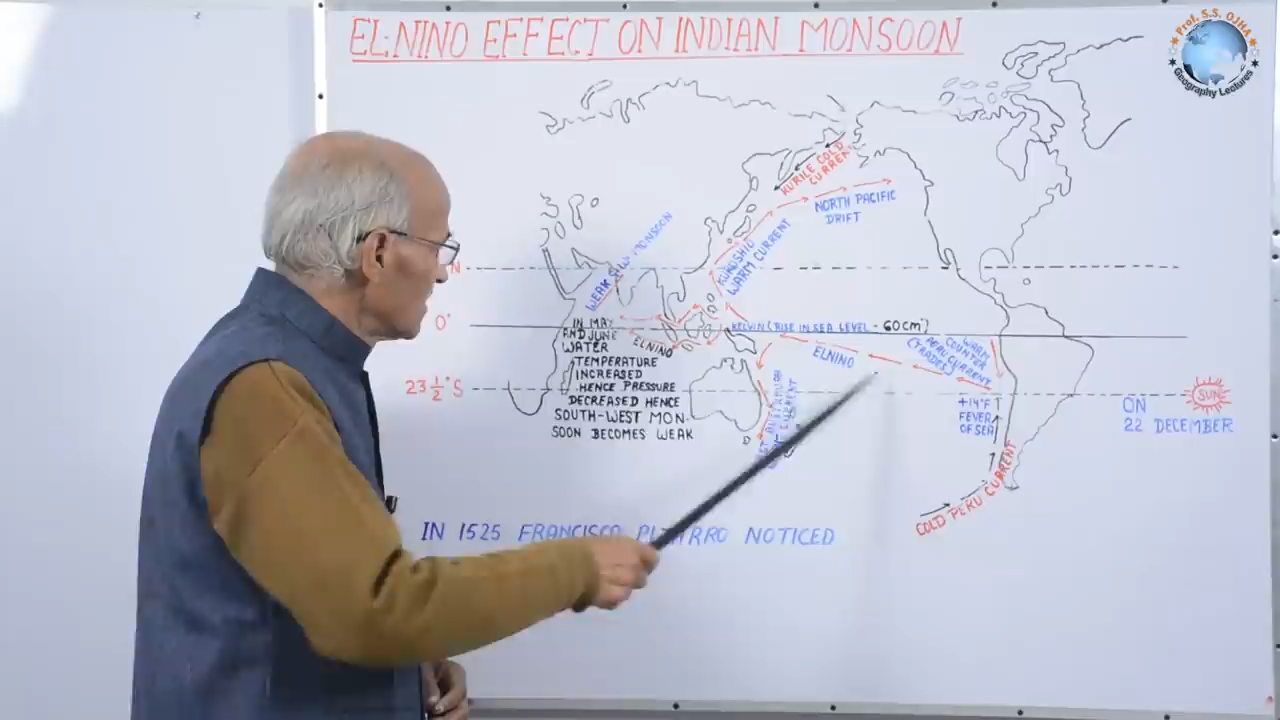 EL-NINO EFFECT ON INDIAN MONSOON
Prof. S.S. OJHA
Geography Lectures
KURILE COLD
CURRENT
NORTH PACIFIC
DRIFT
KUROSHIO
WARM CURRENT
WEAK MONSOON
N
0°
23 1/2° S
KELVIN (RISE IN SEA LEVEL - 60cm)
ELNINO
WARM
COUNTER
PERU CURRENT
(TRADES)
IN MAY
AND JUNE
WATER
TEMPERATURE
INCREASED
HENCE PRESSURE
DECREASED HENCE
SOUTH-WEST MON-
SOON BECOMES WEAK
ELNINO
CURRENT
+14°F
FEVER
OF SEA
SUN
ON
22 DECEMBER
COLD PERU CURRENT
IN 1525 FRANCISCO NOTICED